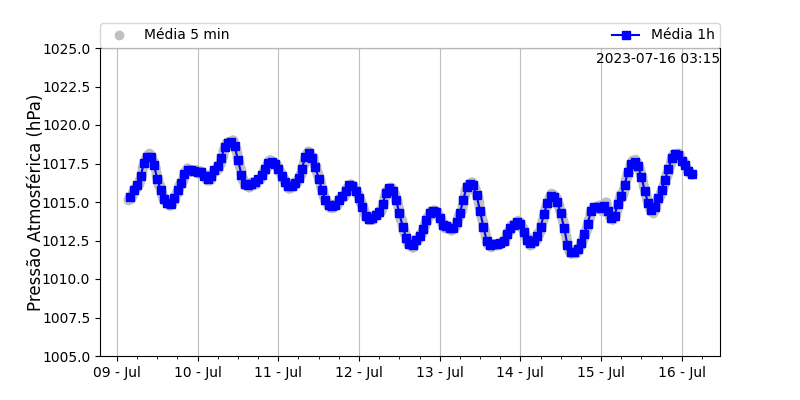 Média 5 min
Média 1h
2023-07-16 03:15
Pressão Atmosférica (hPa)
1025.0
1022.5
1020.0
1017.5
1015.0
1012.5
1010.0
1007.5
1005.0
09 - Jul
10 - Jul
11 - Jul
12 - Jul
13 - Jul
14 - Jul
15 - Jul
16 - Jul